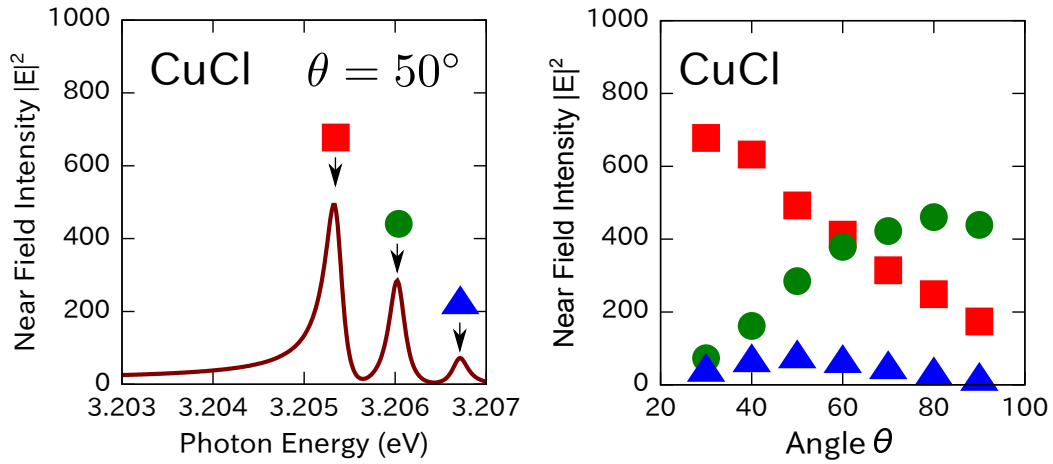 1000
800
600
400
200
0
CuCl θ = 50°
Near Field Intensity |E|²
3.203 3.204 3.205 3.206 3.207
Photon Energy (eV)
1000
800
600
400
200
0
CuCl
Near Field Intensity |E|²
20 40 60 80 100
Angle θ